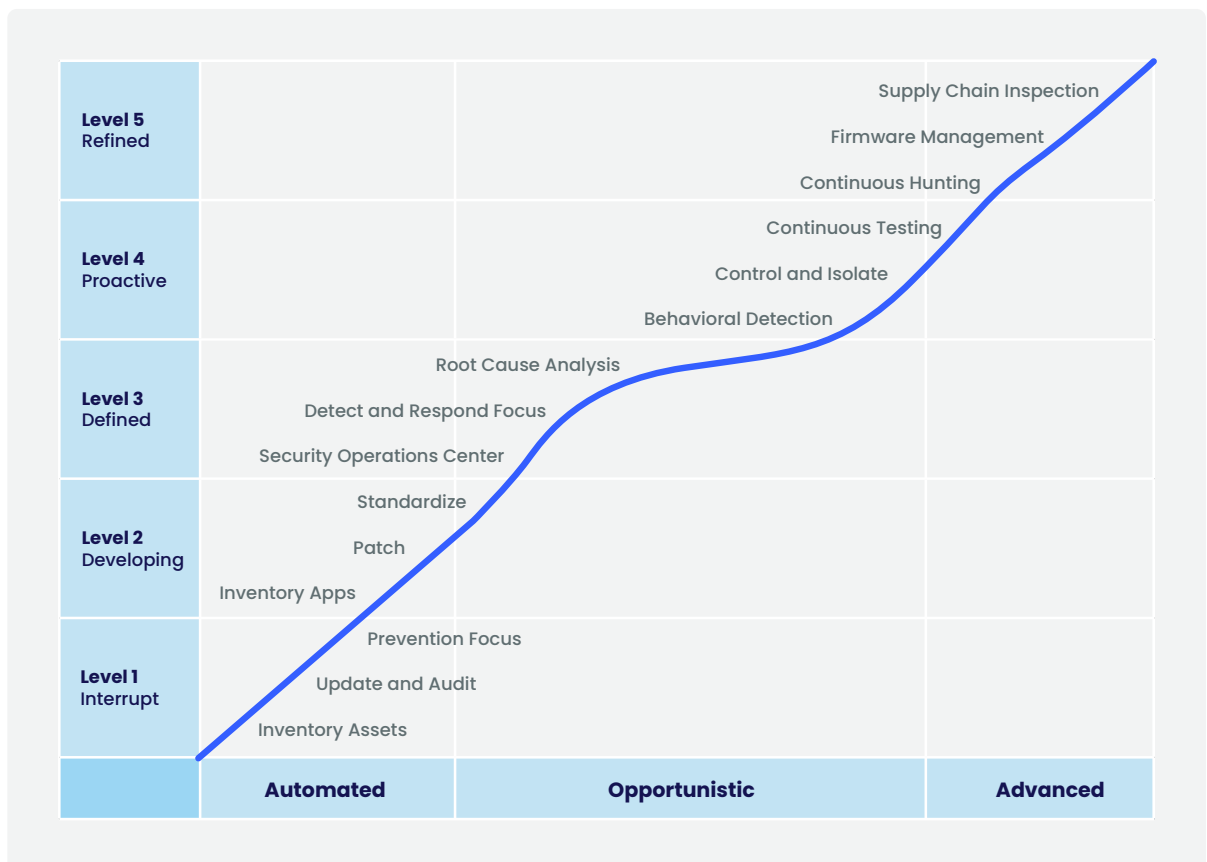 Supply Chain Inspection
Level 5
Refined
Firmware Management
Continuous Hunting
Continuous Testing
Level 4
Proactive
Control and Isolate
Behavioral Detection
Root Cause Analysis
Level 3
Defined
Detect and Respond Focus
Security Operations Center
Standardize
Level 2
Developing
Patch
Inventory Apps
Prevention Focus
Level 1
Interrupt
Update and Audit
Inventory Assets
Automated
Opportunistic
Advanced